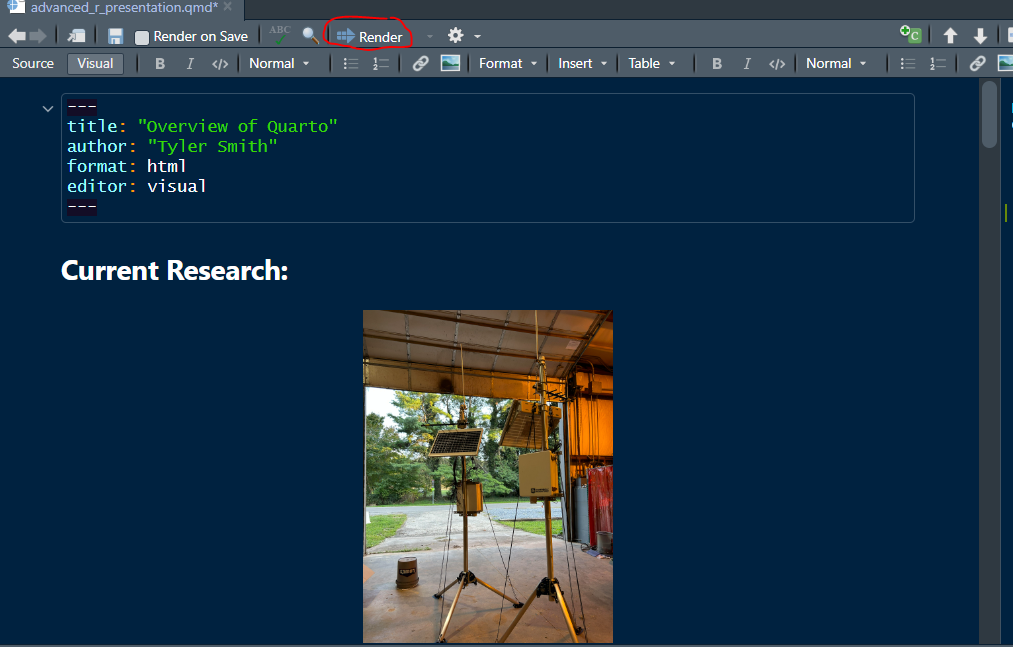 advanced_r_presentation.qmd*
Render on Save
ABC
Render
C
Source Visual B I </> Normal Format Insert Table B I </> Normal
---
title: "Overview of Quarto"
author: "Tyler Smith"
format: html
editor: visual
---
Current Research: